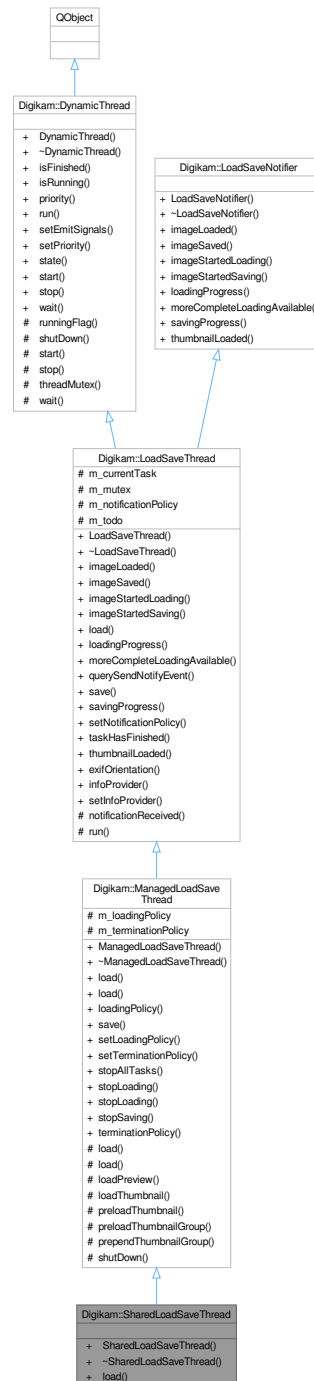 QObject
Digikam::DynamicThread
+ DynamicThread()
+ ~DynamicThread()
+ isFinished()
+ isRunning()
+ priority()
+ run()
+ setEmitSignals()
+ setPriority()
+ state()
+ start()
+ stop()
+ wait()
# runningFlag()
# shutDown()
# start()
# stop()
# threadMutex()
# wait()
Digikam::LoadSaveNotifier
+ LoadSaveNotifier()
+ ~LoadSaveNotifier()
+ imageLoaded()
+ imageSaved()
+ imageStartedLoading()
+ imageStartedSaving()
+ loadingProgress()
+ moreCompleteLoadingAvailable()
+ savingProgress()
+ thumbnailLoaded()
Digikam::LoadSaveThread
# m_currentTask
# m_mutex
# m_notificationPolicy
# m_todo
+ LoadSaveThread()
+ ~LoadSaveThread()
+ imageLoaded()
+ imageSaved()
+ imageStartedLoading()
+ imageStartedSaving()
+ load()
+ loadingProgress()
+ moreCompleteLoadingAvailable()
+ querySendNotifyEvent()
+ save()
+ savingProgress()
+ setNotificationPolicy()
+ taskHasFinished()
+ thumbnailLoaded()
+ exifOrientation()
+ infoProvider()
+ setInfoProvider()
# notificationReceived()
# run()
Digikam::ManagedLoadSave
Thread
# m_loadingPolicy
# m_terminationPolicy
+ ManagedLoadSaveThread()
+ ~ManagedLoadSaveThread()
+ load()
+ load()
+ loadingPolicy()
+ save()
+ setLoadingPolicy()
+ setTerminationPolicy()
+ stopAllTasks()
+ stopLoading()
+ stopLoading()
+ stopSaving()
+ terminationPolicy()
# load()
# load()
# loadPreview()
# loadThumbnail()
# preloadThumbnail()
# preloadThumbnailGroup()
# prependThumbnailGroup()
# shutDown()
Digikam::SharedLoadSaveThread
+ SharedLoadSaveThread()
+ ~SharedLoadSaveThread()
+ load()